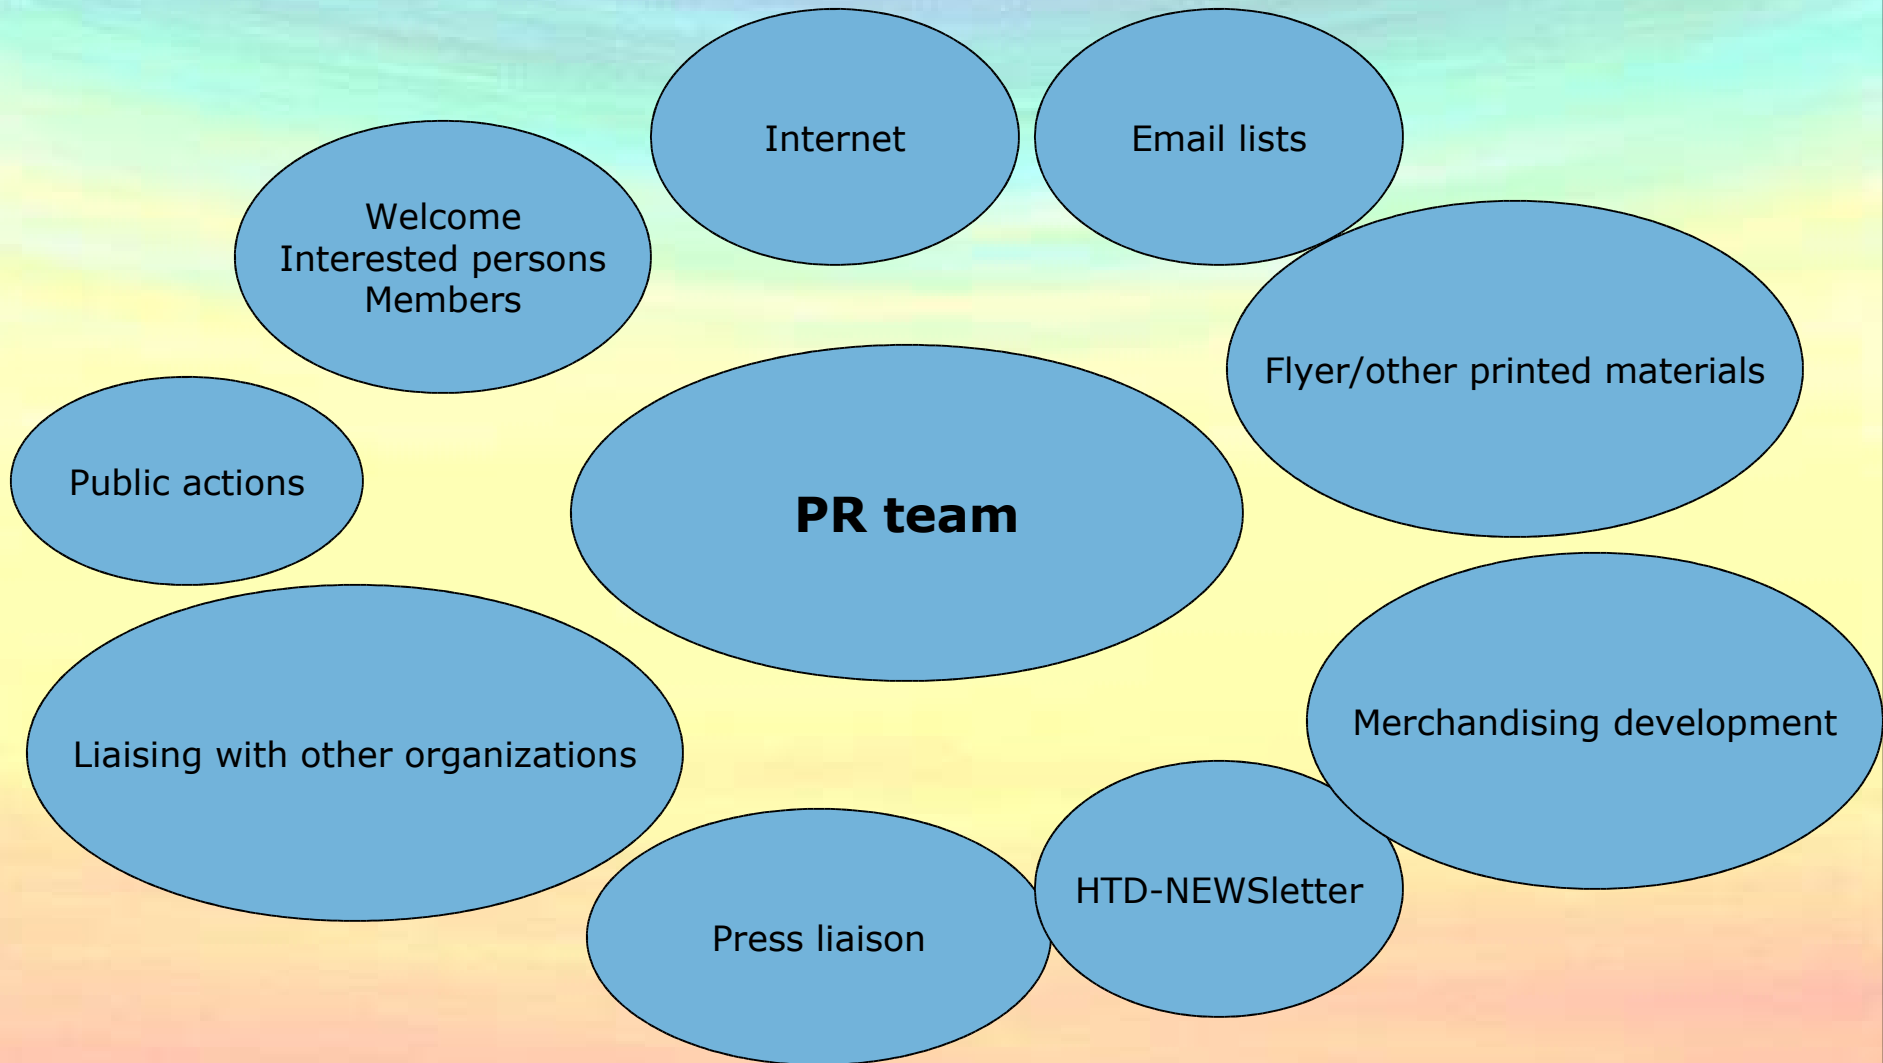 Internet
Email lists
Welcome
Interested persons
Members
Flyer/other printed materials
Public actions
PR team
Merchandising development
Liaising with other organizations
HTD-NEWSletter
Press liaison